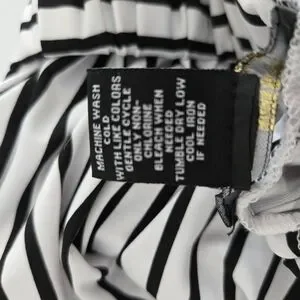 MACHINE WASH
COLD
WITH LIKE COLORS
GENTLE CYCLE
ONLY NON-
CHLORINE
BLEACH WHEN
NEEDED
TUMBLE DRY LOW
COOL IRON
IF NEEDED